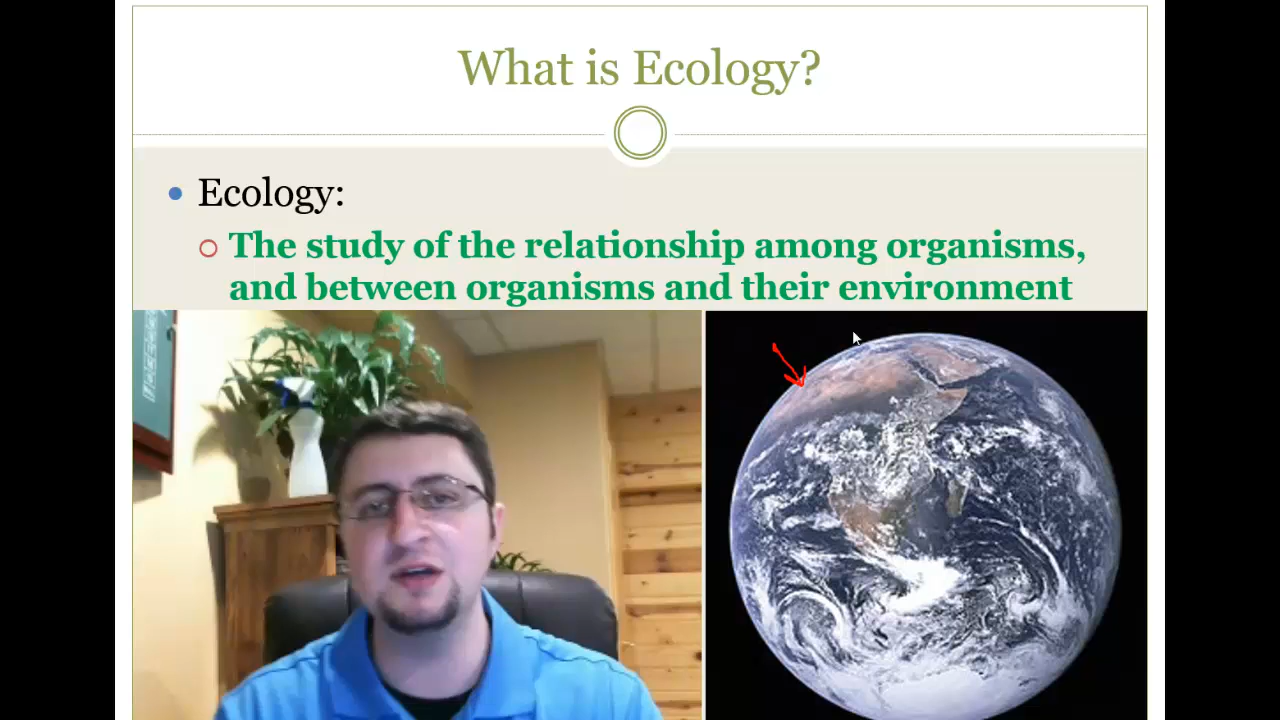 What is Ecology?
Ecology:
The study of the relationship among organisms,
and between organisms and their environment